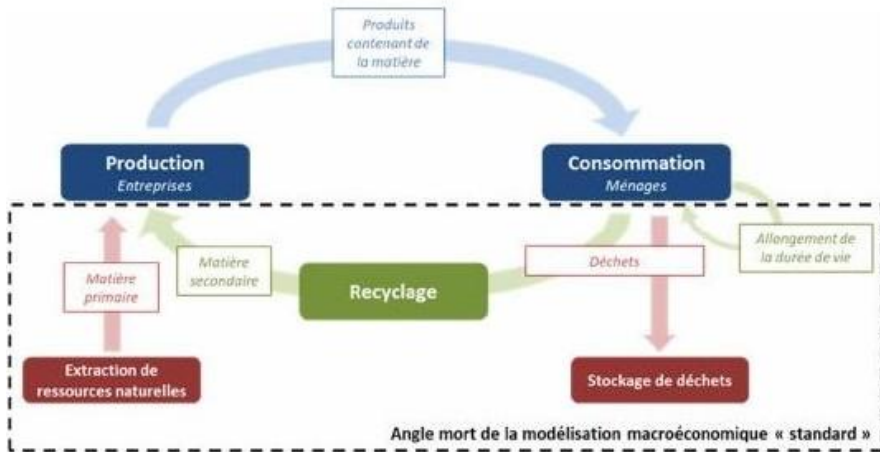 Produits
contenant de
la matière
Production
Entreprises
Consommation
Ménages
Matière
primaire
Matière
secondaire
Recyclage
Déchets
Allongement de
la durée de vie
Extraction de
ressources naturelles
Stockage de déchets
Angle mort de la modélisation macroéconomique « standard »